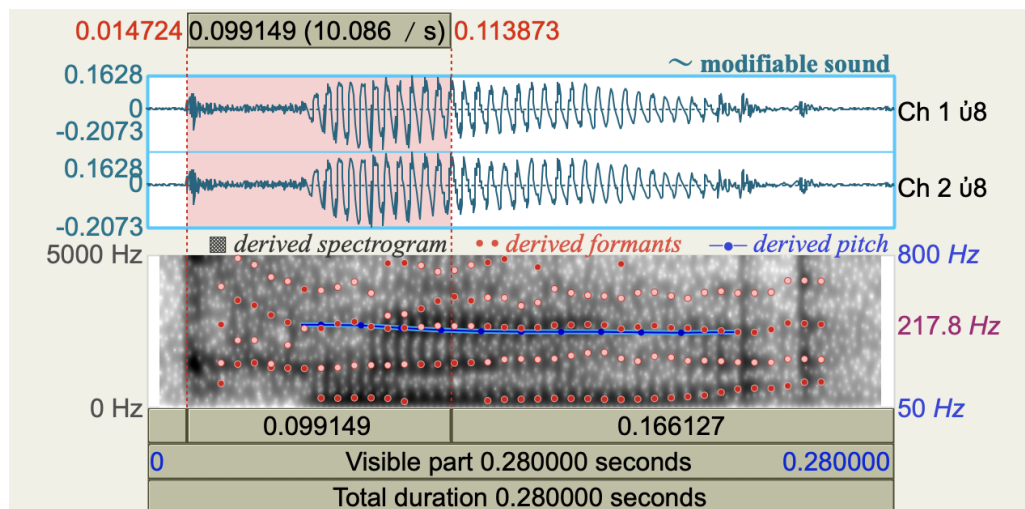 0.014724 0.099149 (10.086 / s) 0.113873
~ modifiable sound
0.1628
0
-0.2073
Ch 1 ủ8
0.1628
0
-0.2073
Ch 2 ủ8
derived spectrogram derived formants derived pitch
5000 Hz 800 Hz
217.8 Hz
0 Hz 50 Hz
0.099149 0.166127
0 Visible part 0.280000 seconds 0.280000
Total duration 0.280000 seconds